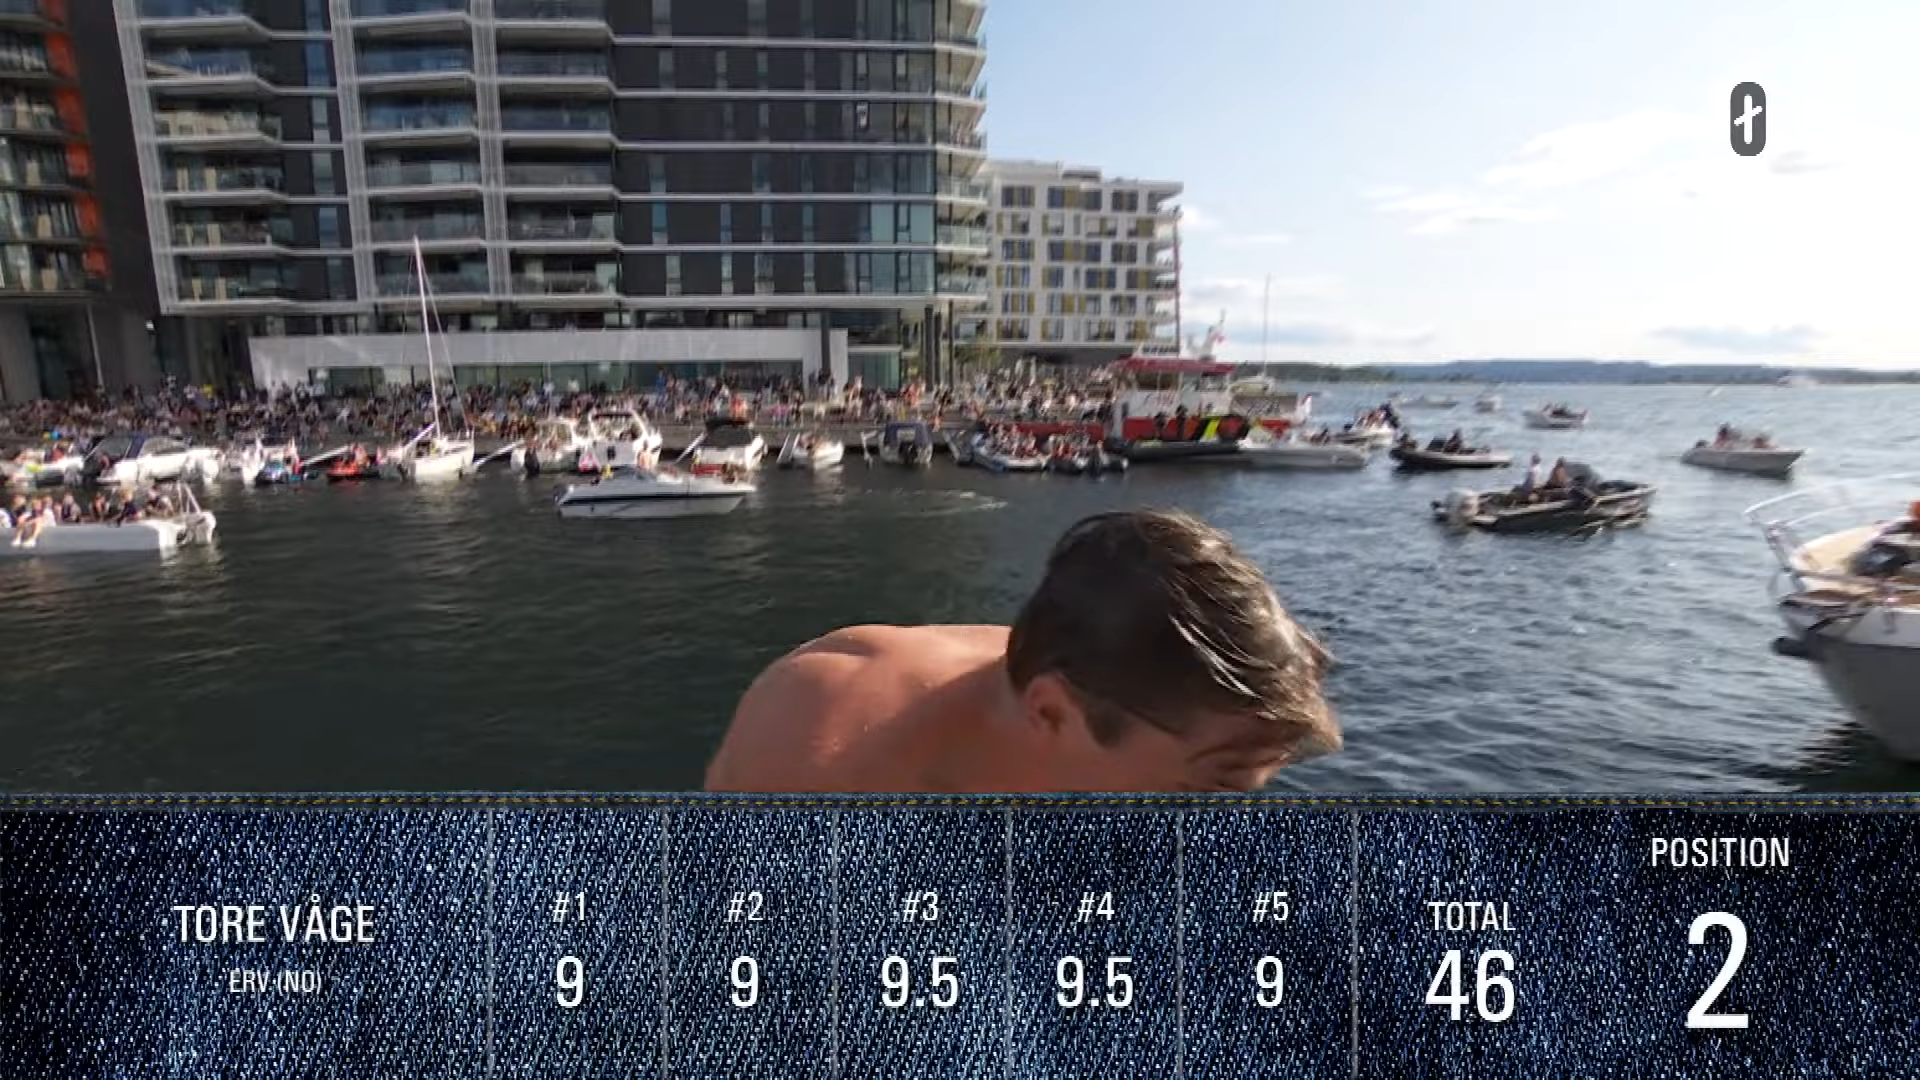 POSITION
#1 #2 #3 #4 #5 TOTAL
TORE VÅGE 9 9 9.5 9.5 9 46 2
ERV (NO)